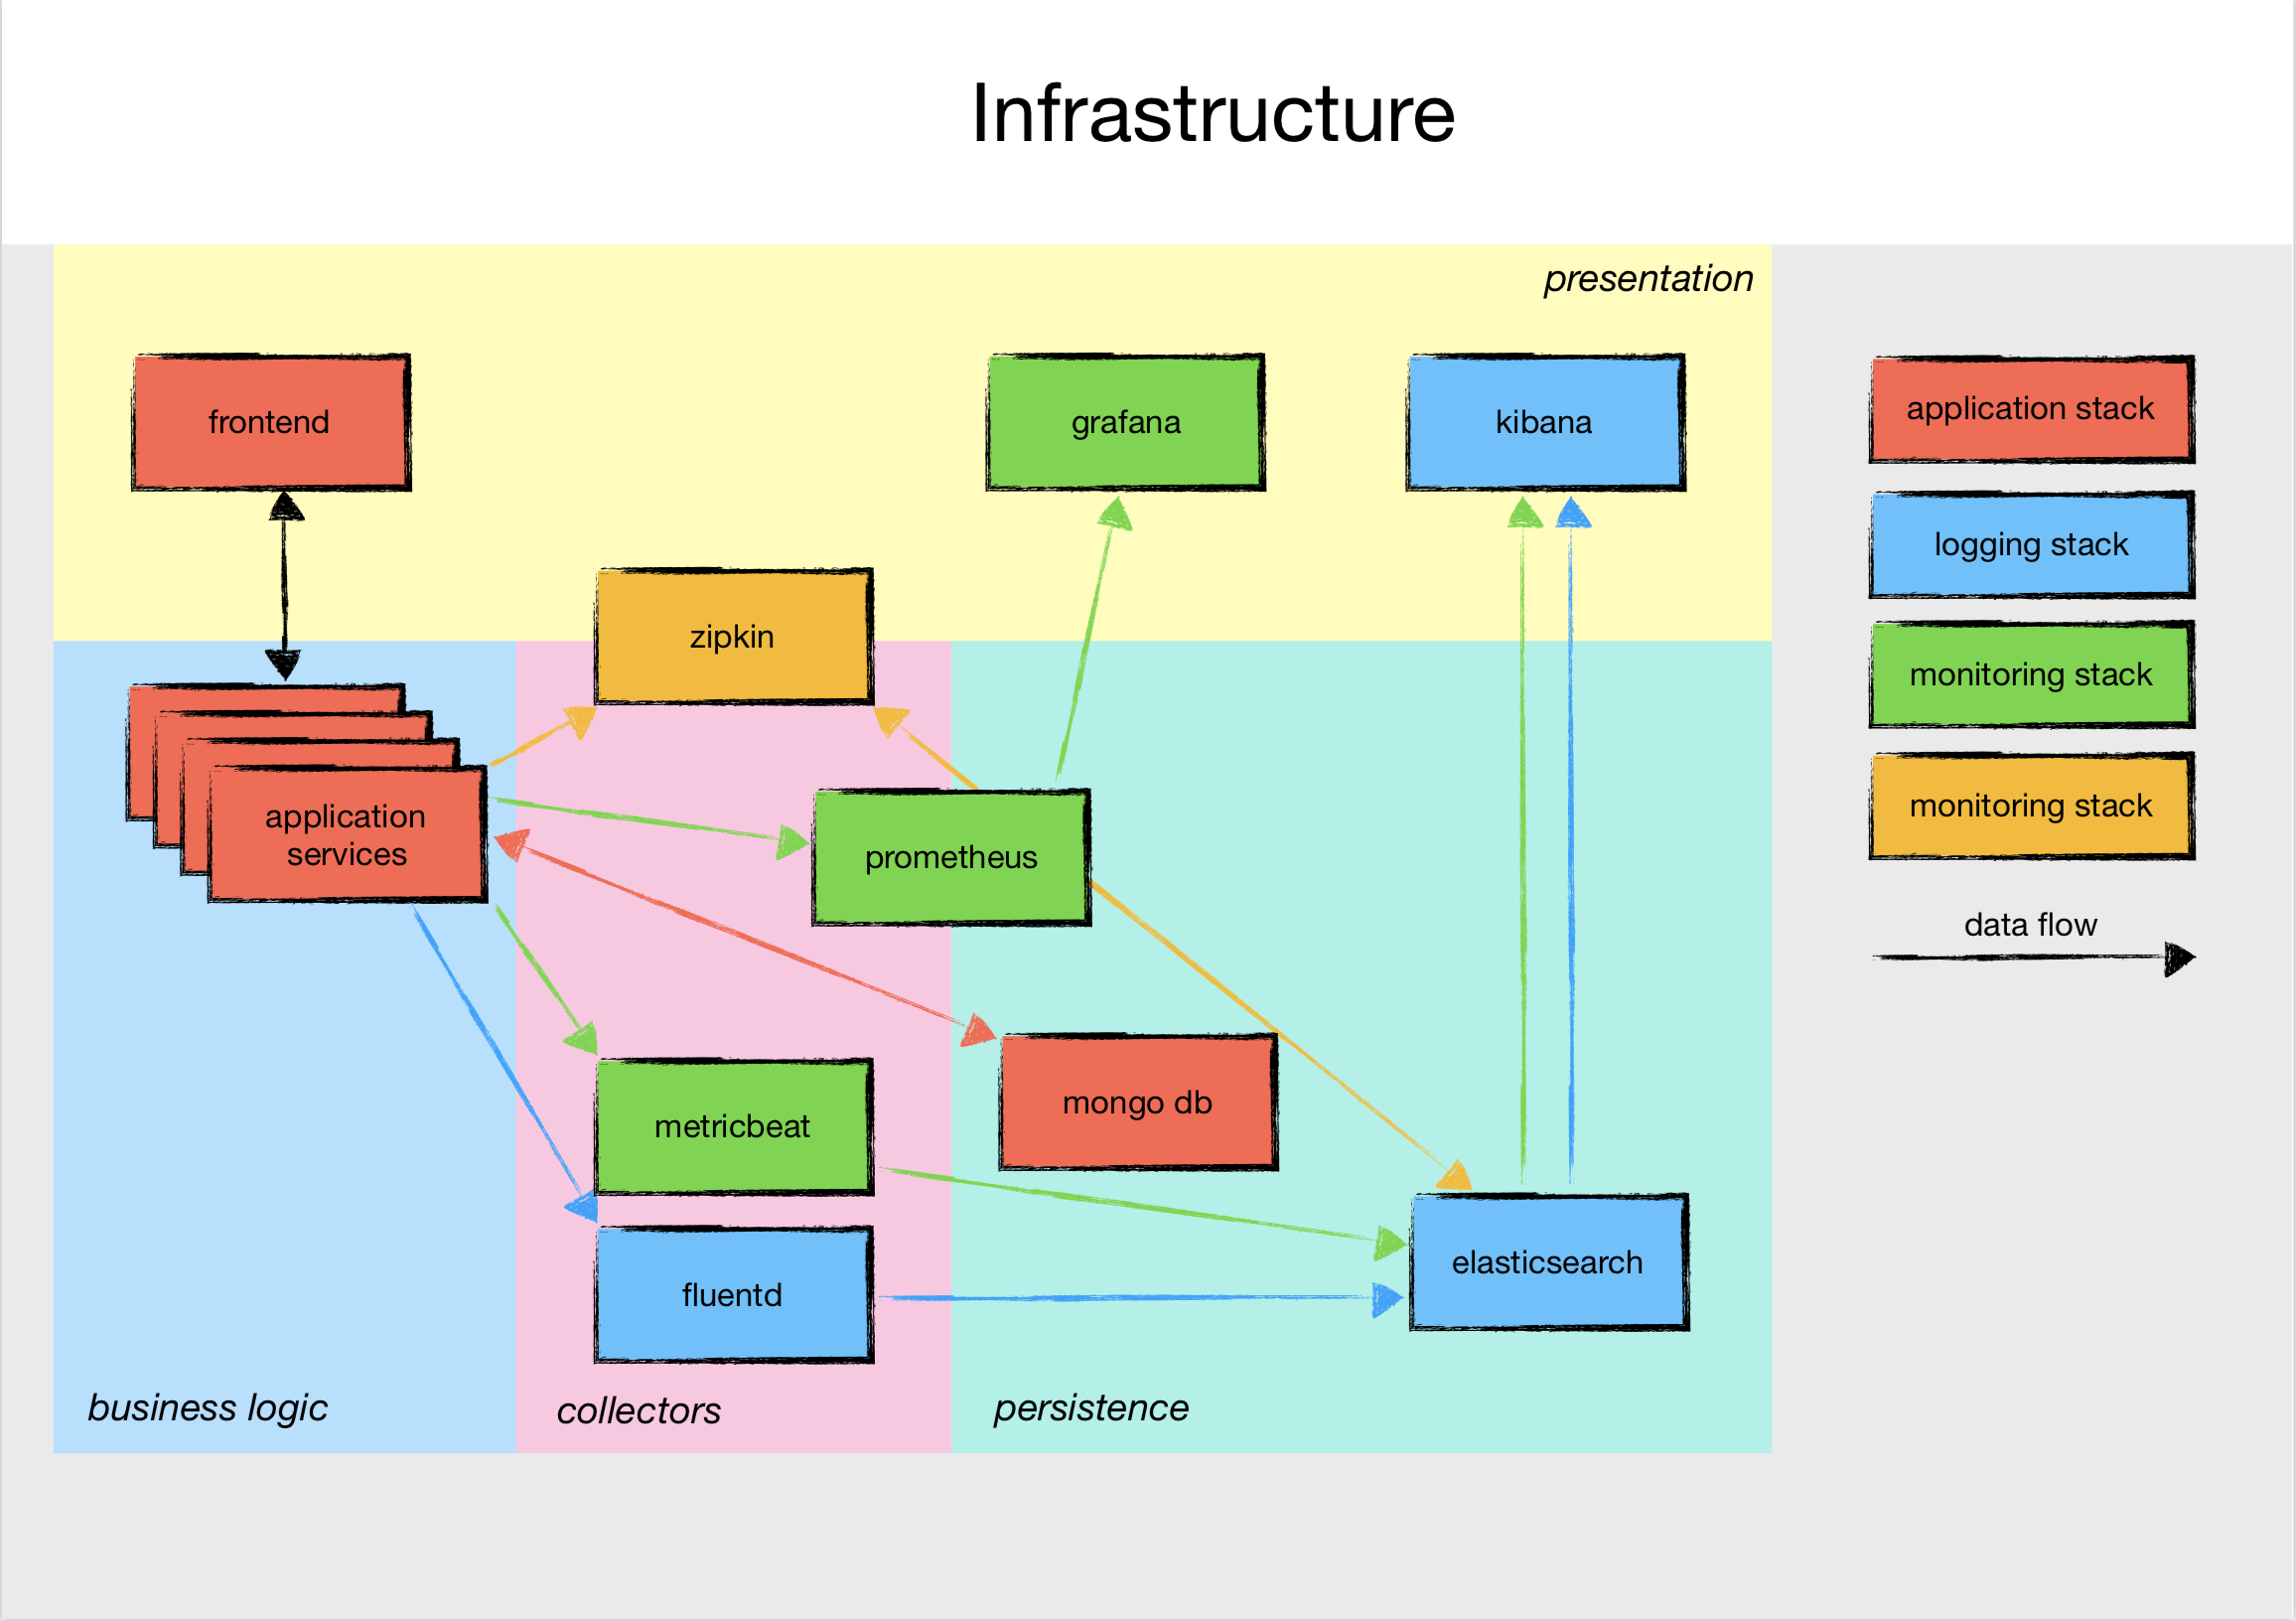 Infrastructure
presentation
frontend
grafana
kibana
zipkin
application
services
prometheus
mongo db
metricbeat
elasticsearch
fluentd
business logic
collectors
persistence
application stack
logging stack
monitoring stack
monitoring stack
data flow